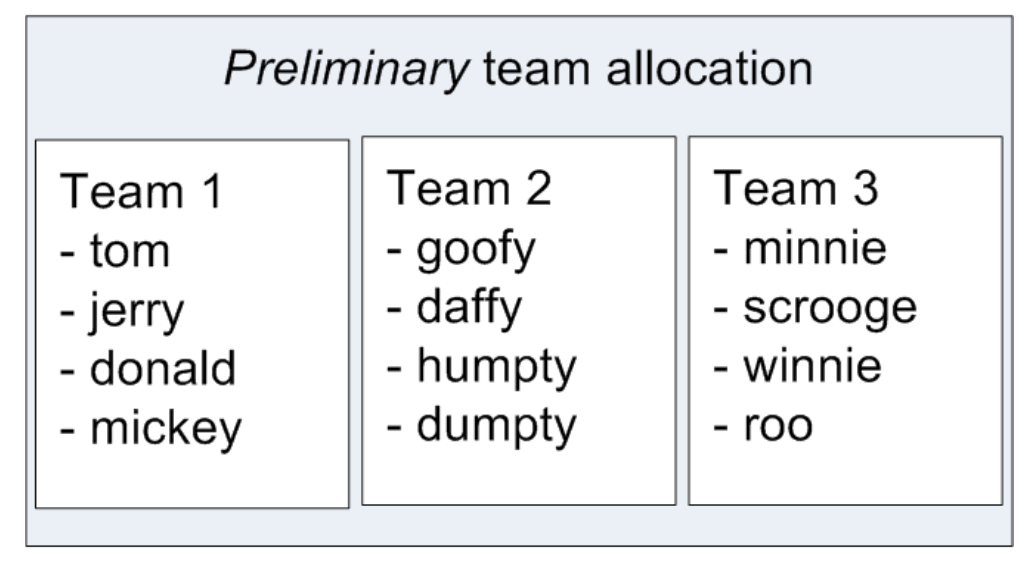 Preliminary team allocation
Team 1
- tom
- jerry
- donald
- mickey
Team 2
- goofy
- daffy
- humpty
- dumpty
Team 3
- minnie
- scrooge
- winnie
- roo